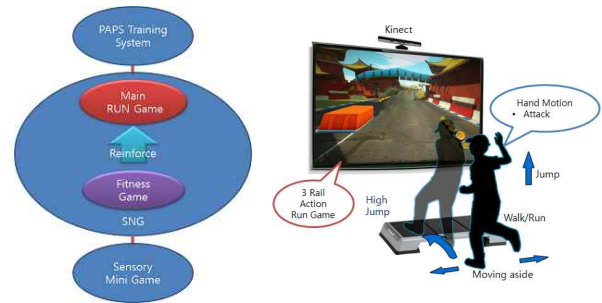 PAPS Training
System
Main
RUN Game
Reinforce
Fitness
Game
SNG
Sensory
Mini Game
Kinect
Hand Motion
• Attack
Jump
3 Rail
Action
Run Game
High
Jump
Walk/Run
Moving aside